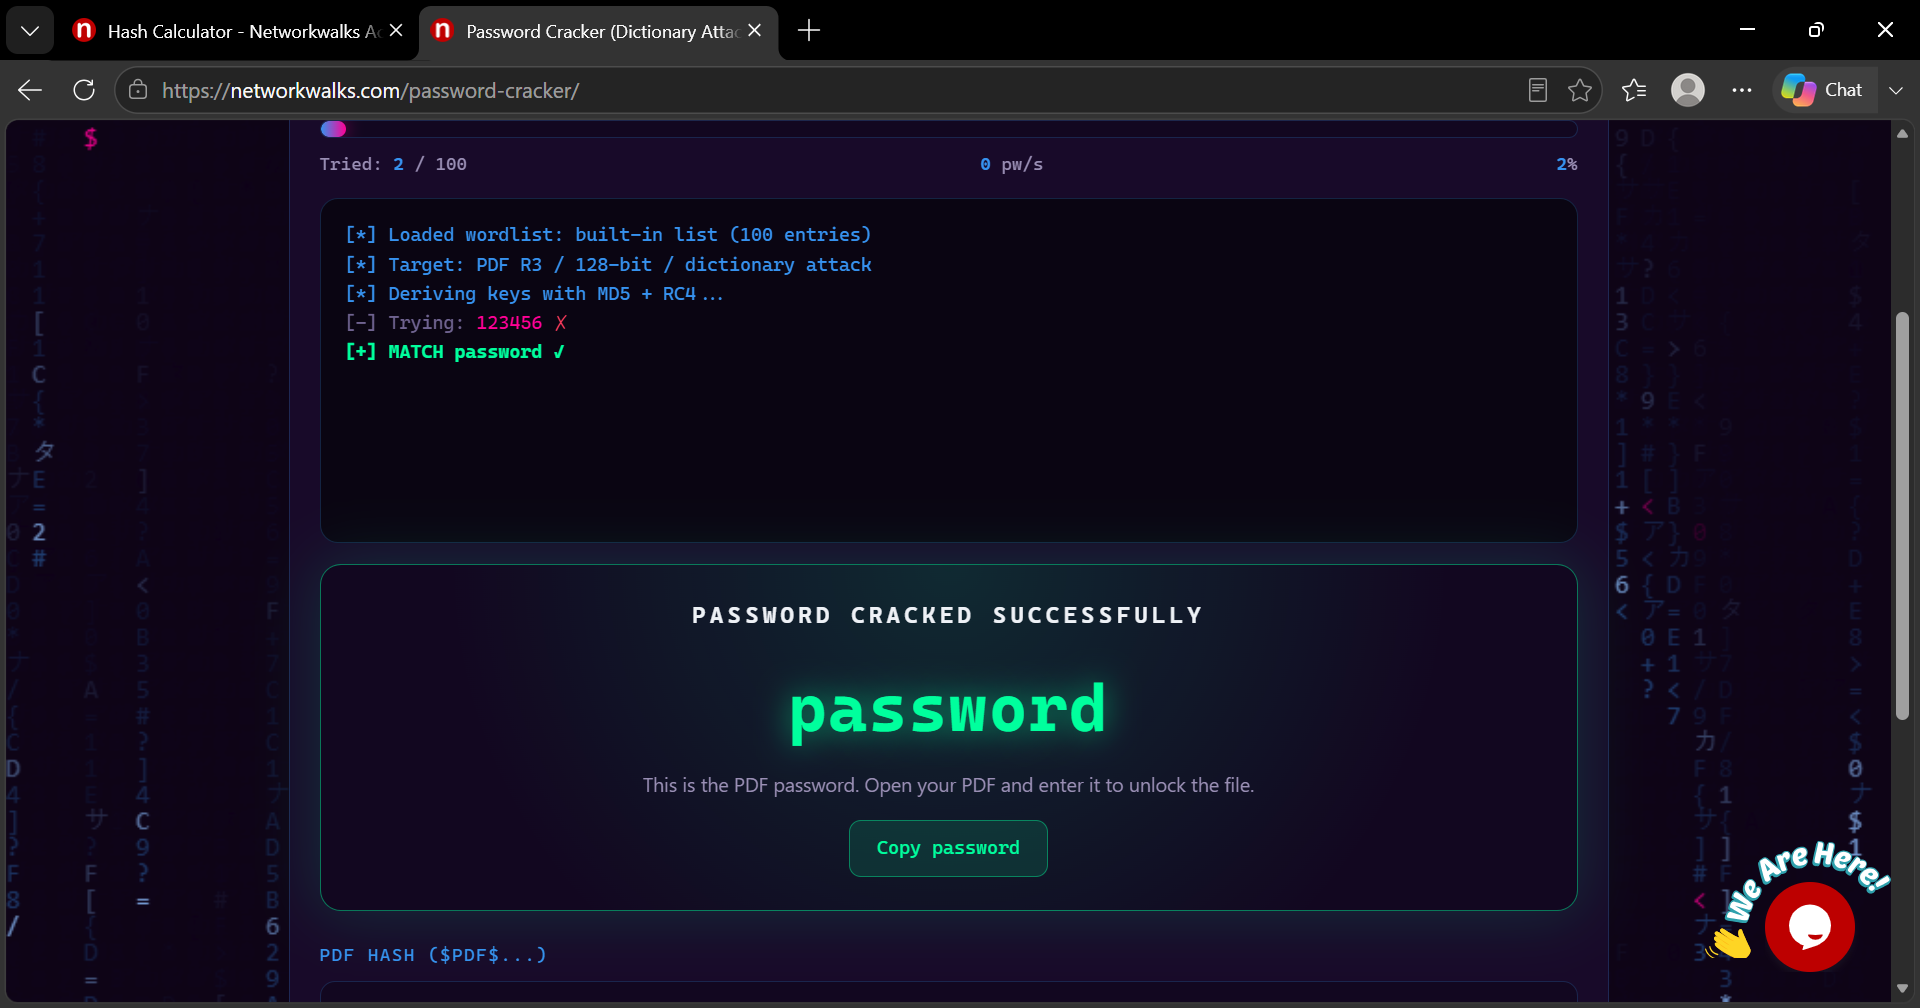 Hash Calculator - Networkwalks A
Password Cracker (Dictionary Atta
https://networkwalks.com/password-cracker/
Chat
Tried: 2 / 100
0 pw/s
2%
[*] Loaded wordlist: built-in list (100 entries)
[*] Target: PDF R3 / 128-bit / dictionary attack
[*] Deriving keys with MD5 + RC4...
[-] Trying: 123456 ✗
[+] MATCH password ✓
PASSWORD CRACKED SUCCESSFULLY
password
This is the PDF password. Open your PDF and enter it to unlock the file.
Copy password
We Are Here!
PDF HASH ($PDF$...)